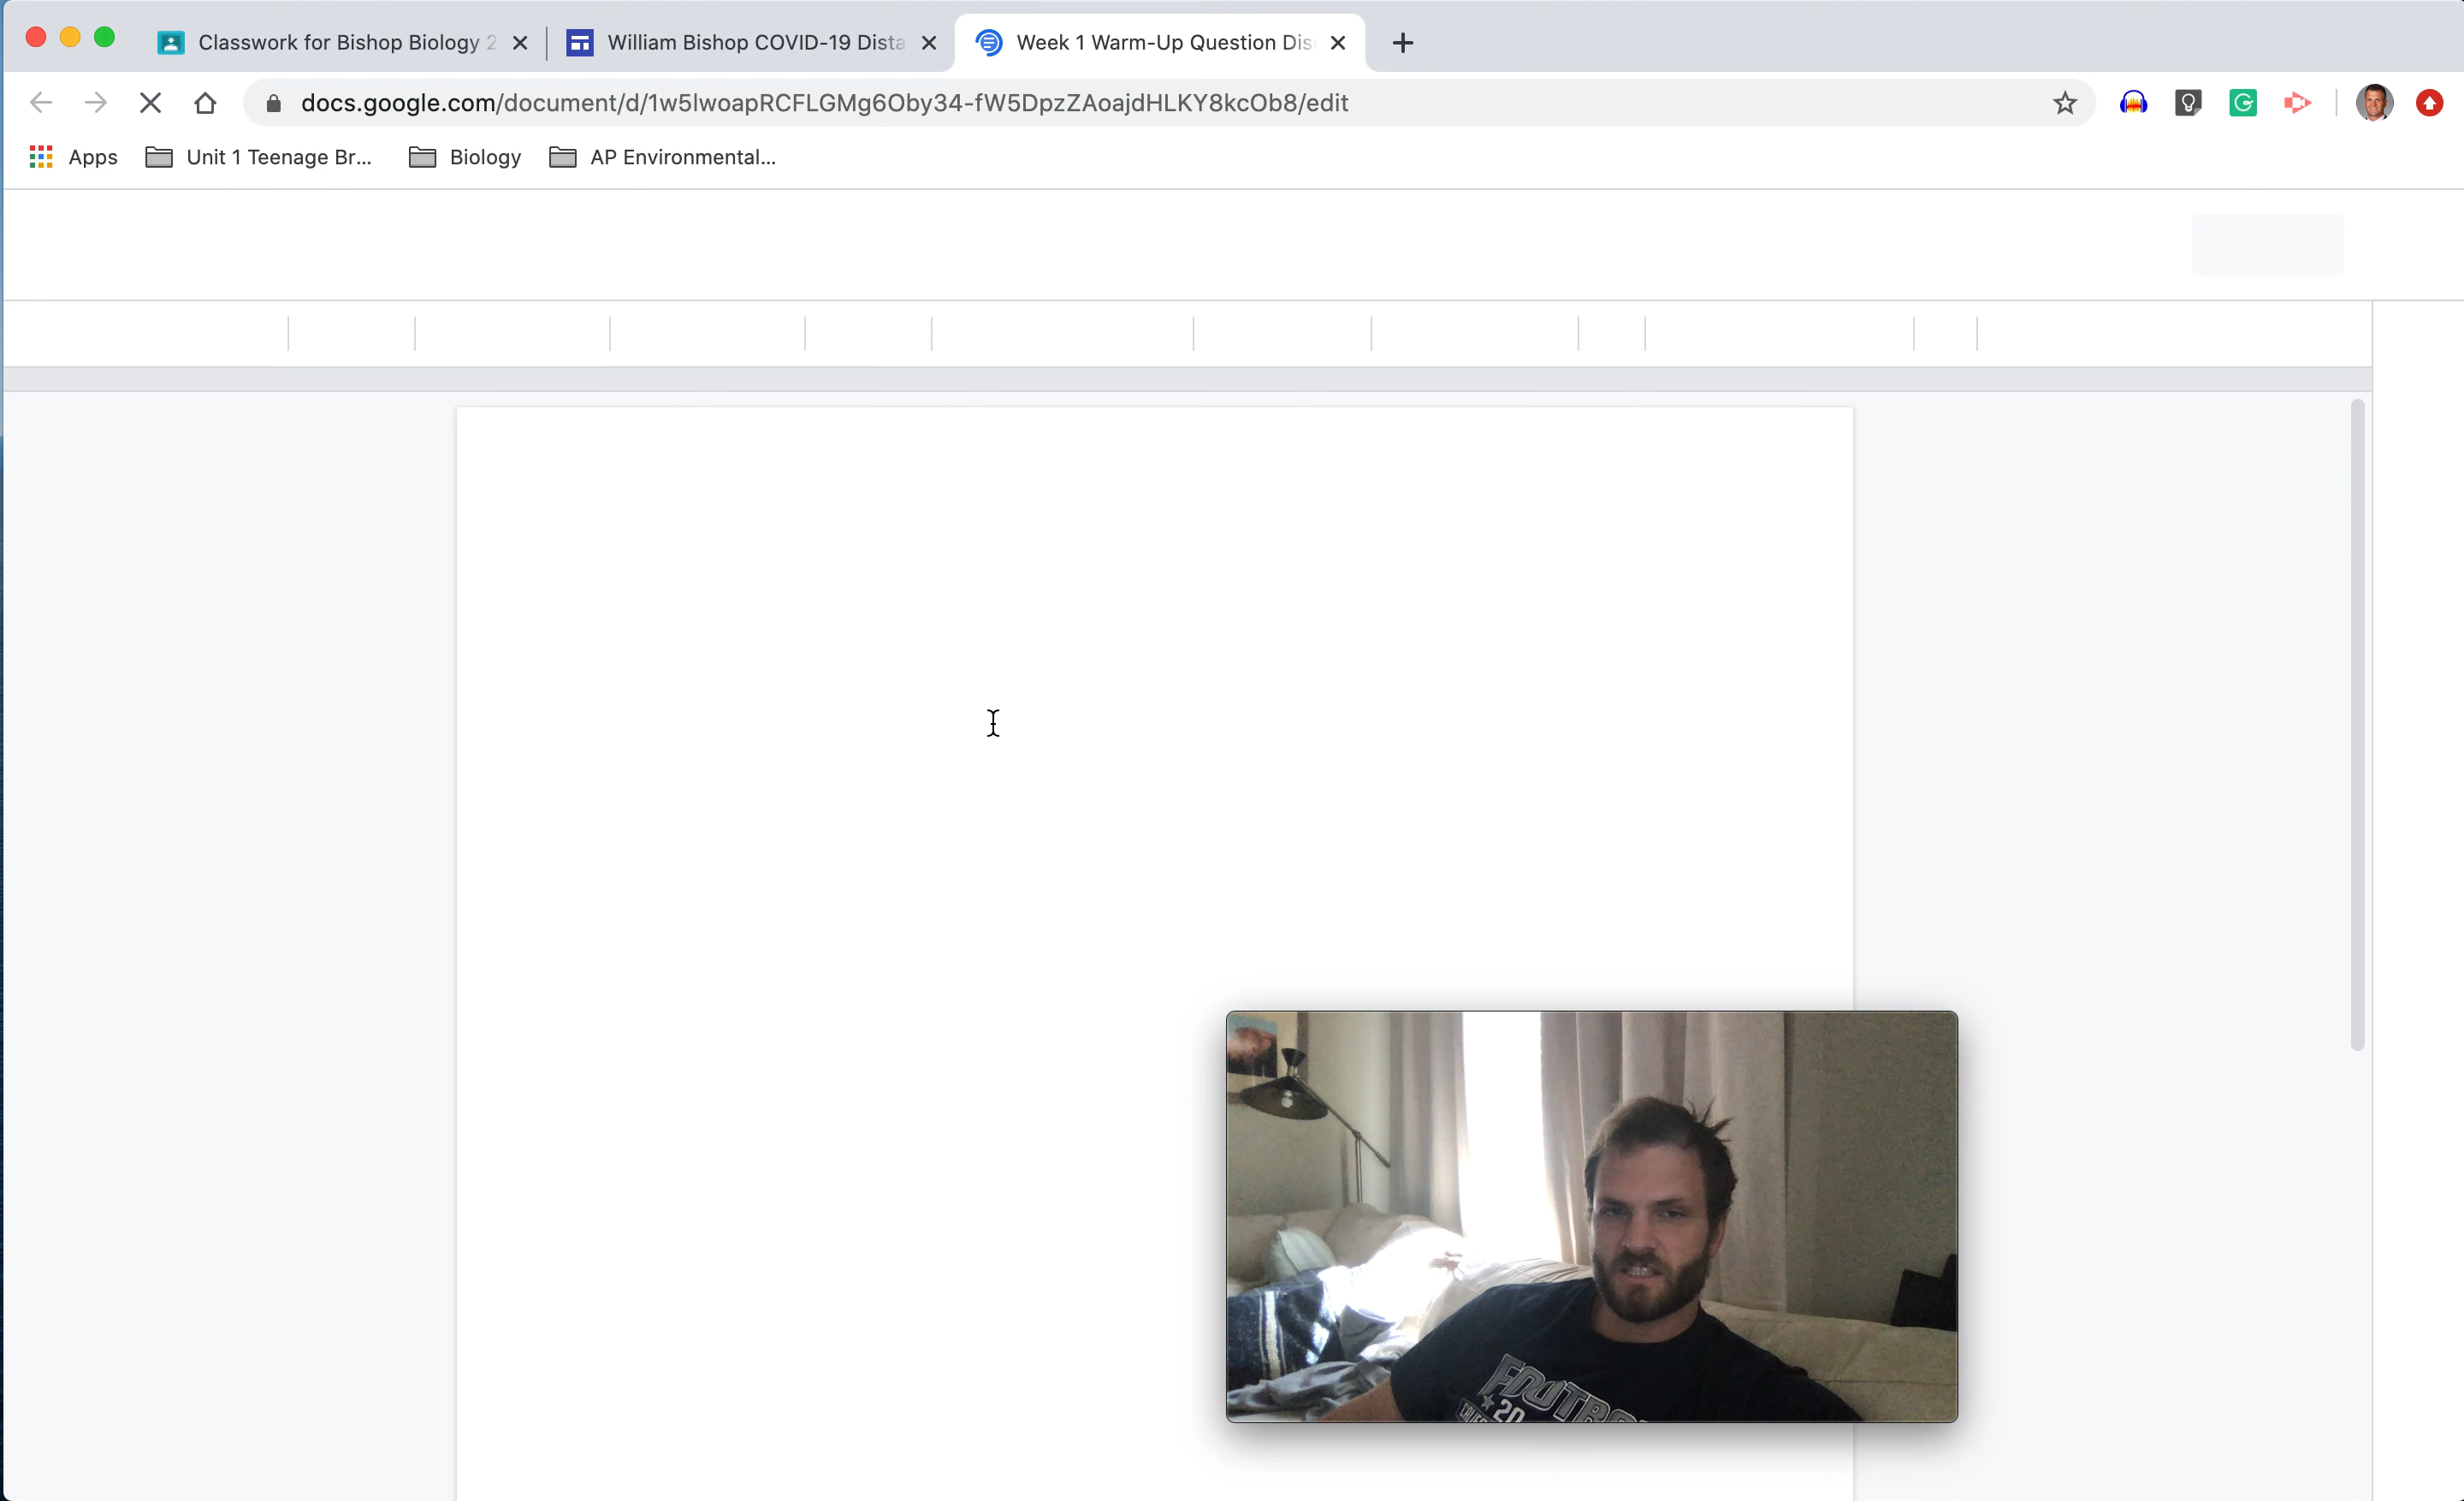 Classwork for Bishop Biology 2
William Bishop COVID-19 Dista
Week 1 Warm-Up Question Dis
docs.google.com/document/d/1w5lwoapRCFLGMg6Oby34-fW5DpzZAoajdHLKY8kcOb8/edit
Apps
Unit 1 Teenage Br...
Biology
AP Environmental...
20